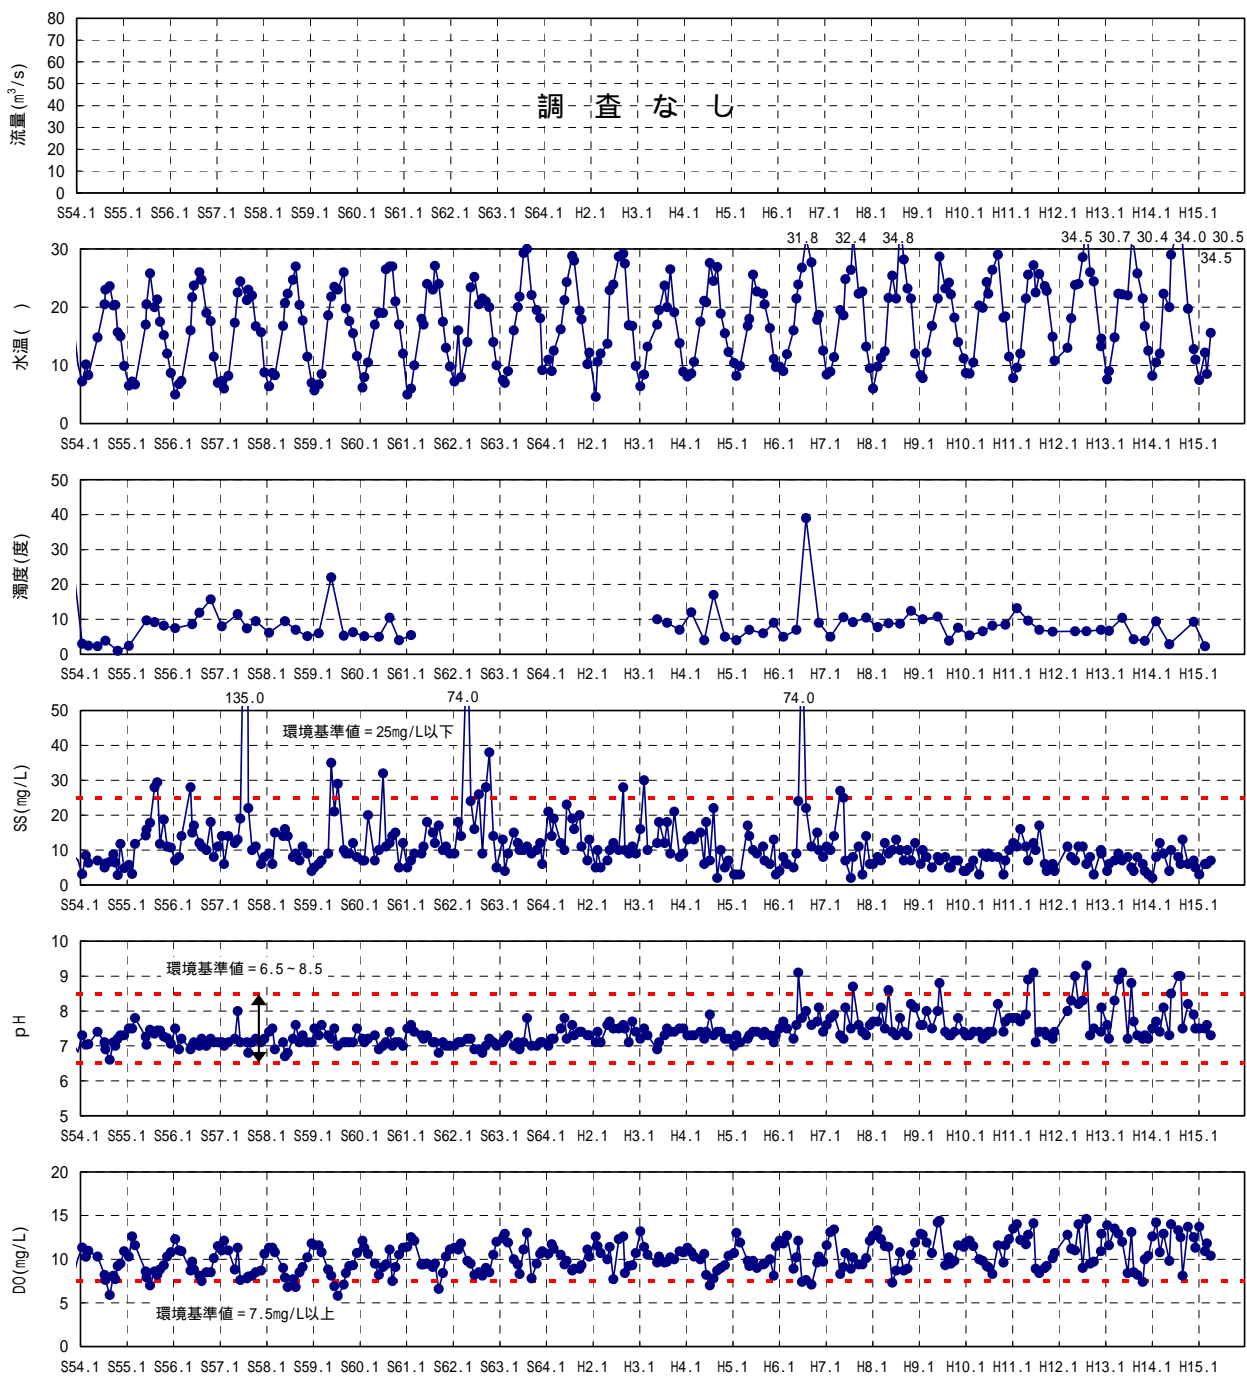 80
70
60
50
40
30
20
10
0
流量(m³/s)
調 査 な し
S54.1 S55.1 S56.1 S57.1 S58.1 S59.1 S60.1 S61.1 S62.1 S63.1 S64.1 H2.1 H3.1 H4.1 H5.1 H6.1 H7.1 H8.1 H9.1 H10.1 H11.1 H12.1 H13.1 H14.1 H15.1
31.8 32.4 34.8 34.5 30.7 30.4 34.0 30.5
34.5
30
20
10
0
水温( )
S54.1 S55.1 S56.1 S57.1 S58.1 S59.1 S60.1 S61.1 S62.1 S63.1 S64.1 H2.1 H3.1 H4.1 H5.1 H6.1 H7.1 H8.1 H9.1 H10.1 H11.1 H12.1 H13.1 H14.1 H15.1
50
40
30
20
10
0
濁度(度)
S54.1 S55.1 S56.1 S57.1 S58.1 S59.1 S60.1 S61.1 S62.1 S63.1 S64.1 H2.1 H3.1 H4.1 H5.1 H6.1 H7.1 H8.1 H9.1 H10.1 H11.1 H12.1 H13.1 H14.1 H15.1
135.0 74.0 74.0
環境基準値=25mg/L以下
50
40
30
20
10
0
SS(mg/L)
S54.1 S55.1 S56.1 S57.1 S58.1 S59.1 S60.1 S61.1 S62.1 S63.1 S64.1 H2.1 H3.1 H4.1 H5.1 H6.1 H7.1 H8.1 H9.1 H10.1 H11.1 H12.1 H13.1 H14.1 H15.1
環境基準値=6.5~8.5
10
9
8
7
6
5
pH
S54.1 S55.1 S56.1 S57.1 S58.1 S59.1 S60.1 S61.1 S62.1 S63.1 S64.1 H2.1 H3.1 H4.1 H5.1 H6.1 H7.1 H8.1 H9.1 H10.1 H11.1 H12.1 H13.1 H14.1 H15.1
20
15
10
5
0
DO(mg/L)
環境基準値=7.5mg/L以上
S54.1 S55.1 S56.1 S57.1 S58.1 S59.1 S60.1 S61.1 S62.1 S63.1 S64.1 H2.1 H3.1 H4.1 H5.1 H6.1 H7.1 H8.1 H9.1 H10.1 H11.1 H12.1 H13.1 H14.1 H15.1